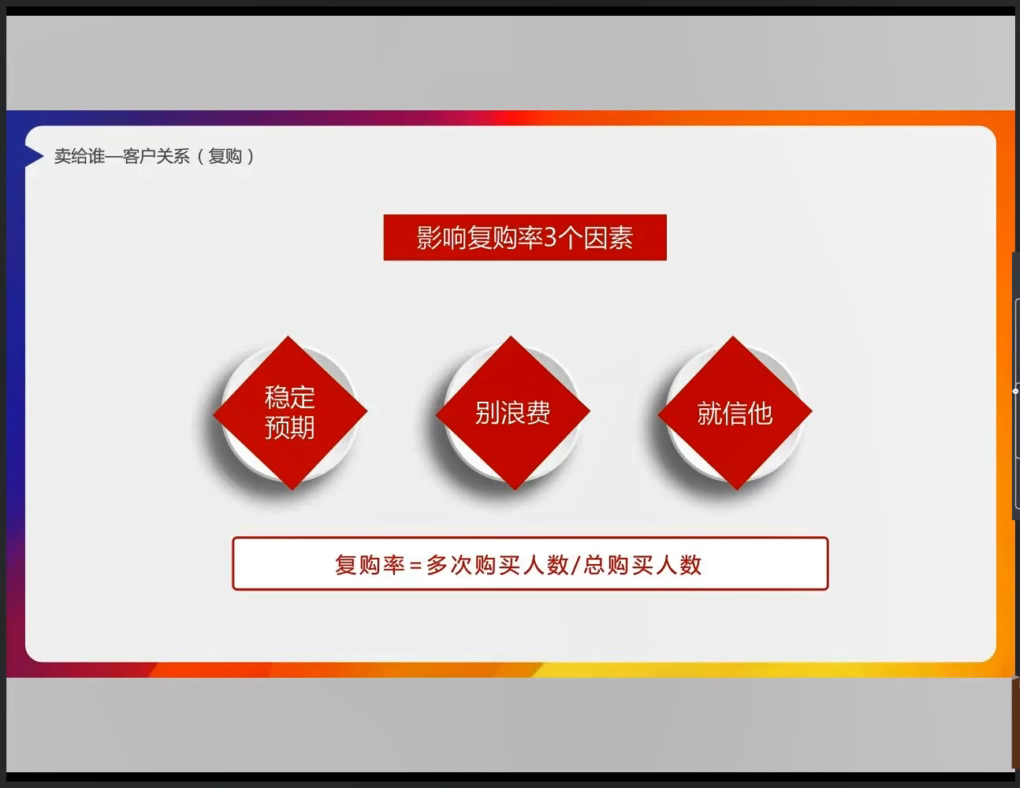 卖给谁—客户关系（复购）
影响复购率3个因素
稳定
预期
别浪费
就信他
复购率=多次购买人数/总购买人数